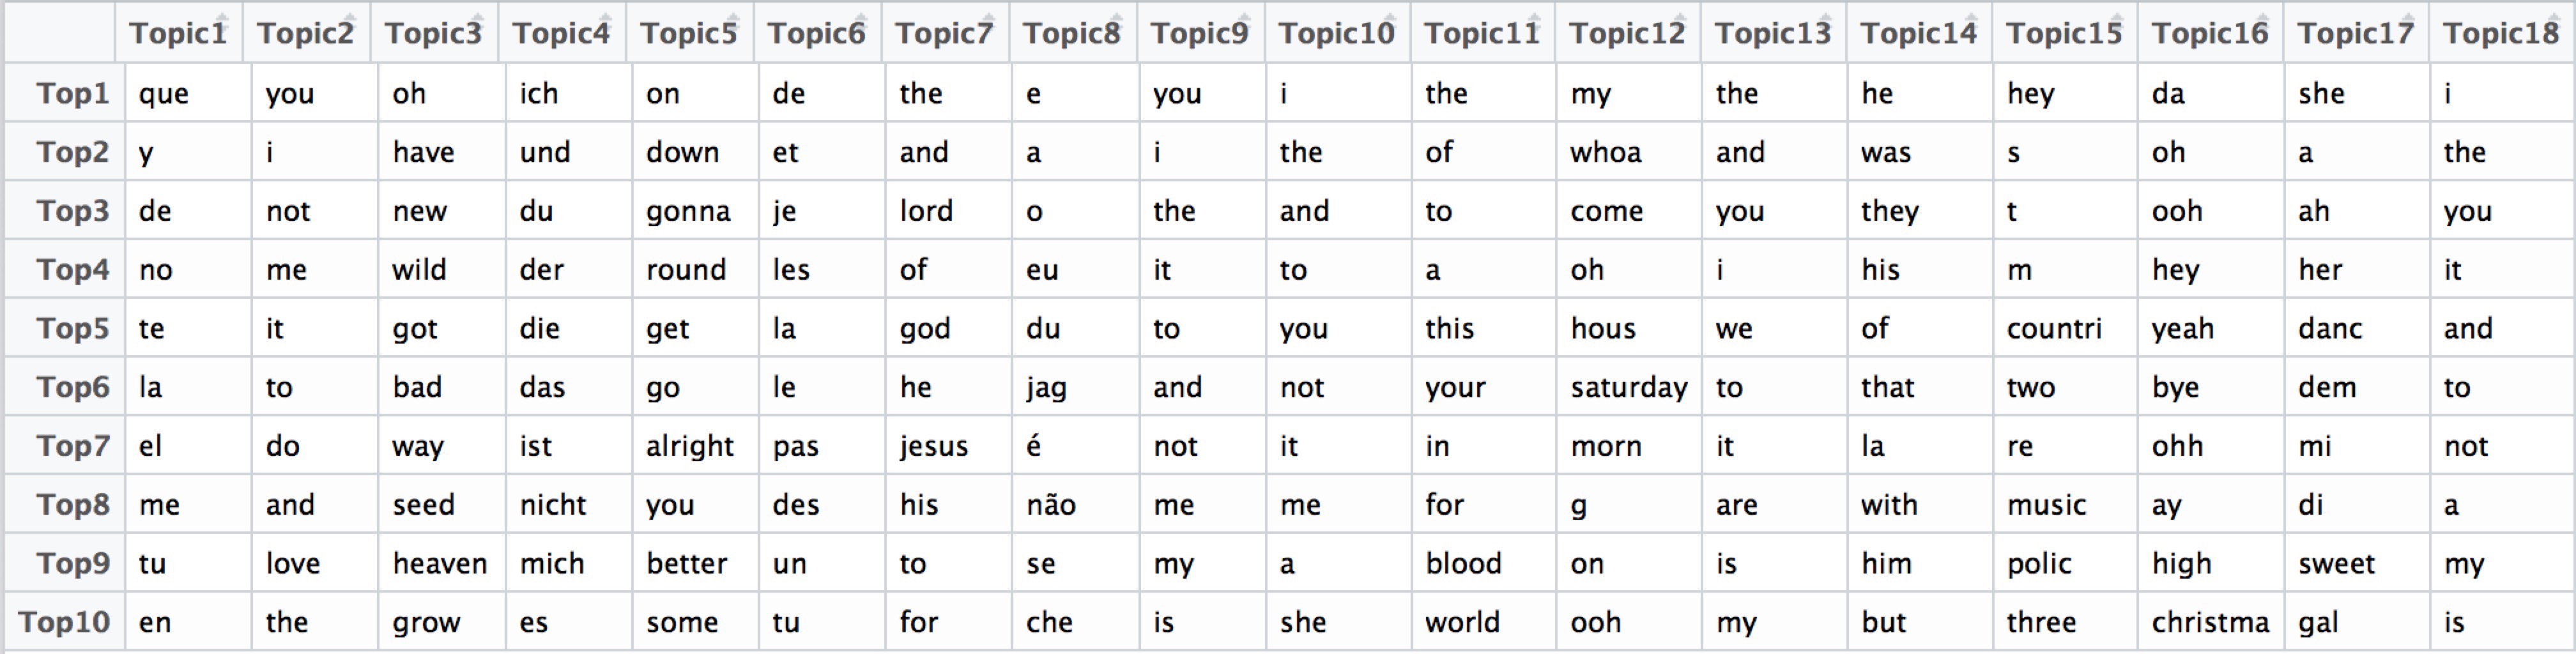 Topic1 Topic2 Topic3 Topic4 Topic5 Topic6 Topic7 Topic8 Topic9 Topic10 Topic11 Topic12 Topic13 Topic14 Topic15 Topic16 Topic17 Topic18
Top1 que you oh ich on de the e you i the my the he hey da she i
Top2 y i have und down et and a i the of whoa and was s oh a the
Top3 de not new du gonna je lord o the and to come you they t ooh ah you
Top4 no me wild der round les of eu it to a oh i his m hey her it
Top5 te it got die get la god du to you this hous we of countri yeah danc and
Top6 la to bad das go le he jag and not your saturday to that two bye dem to
Top7 el do way ist alright pas jesus é not it in morn it la re ohh mi not
Top8 me and seed nicht you des his não me me for g are with music ay di a
Top9 tu love heaven mich better un to se my a blood on is him polic high sweet my
Top10 en the grow es some tu for che is she world ooh my but three christma gal is